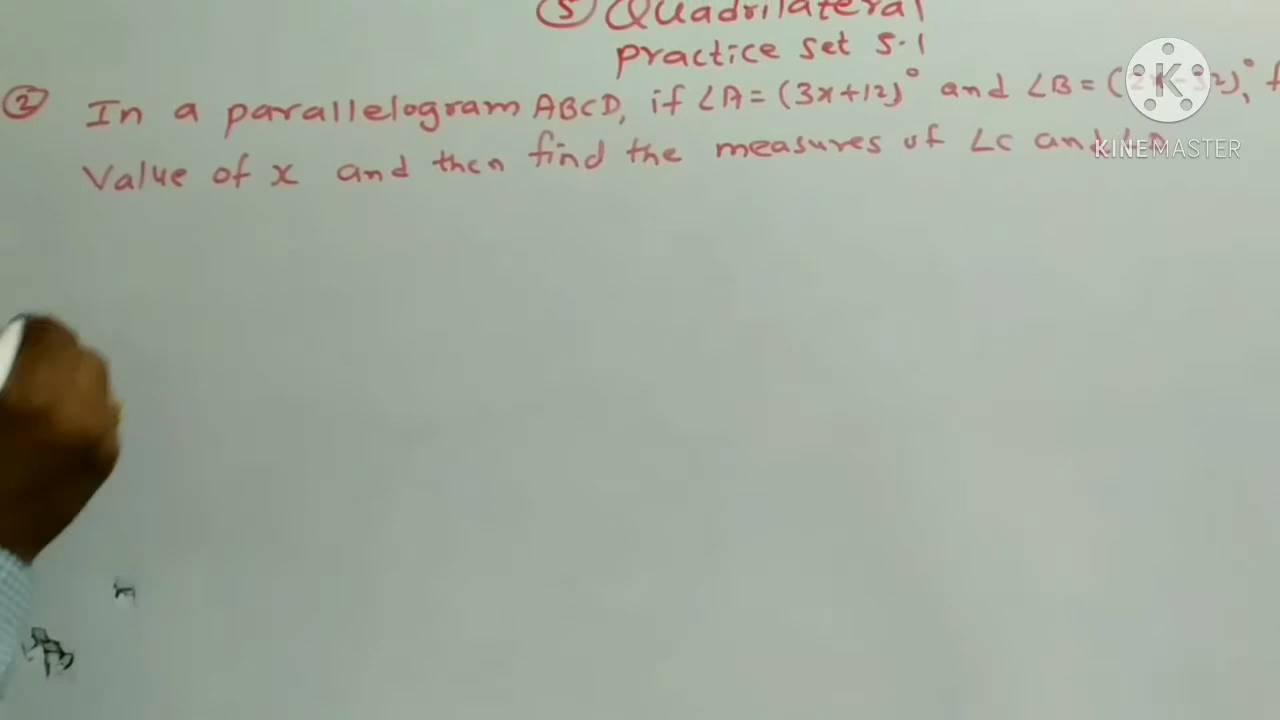 ⑤ Quadrilateral
practice set 5.1
② In a parallelogram ABCD, if ∠A = (3x+12)° and ∠B =
Value of x and then find the measures of ∠C and
KINEMASTER